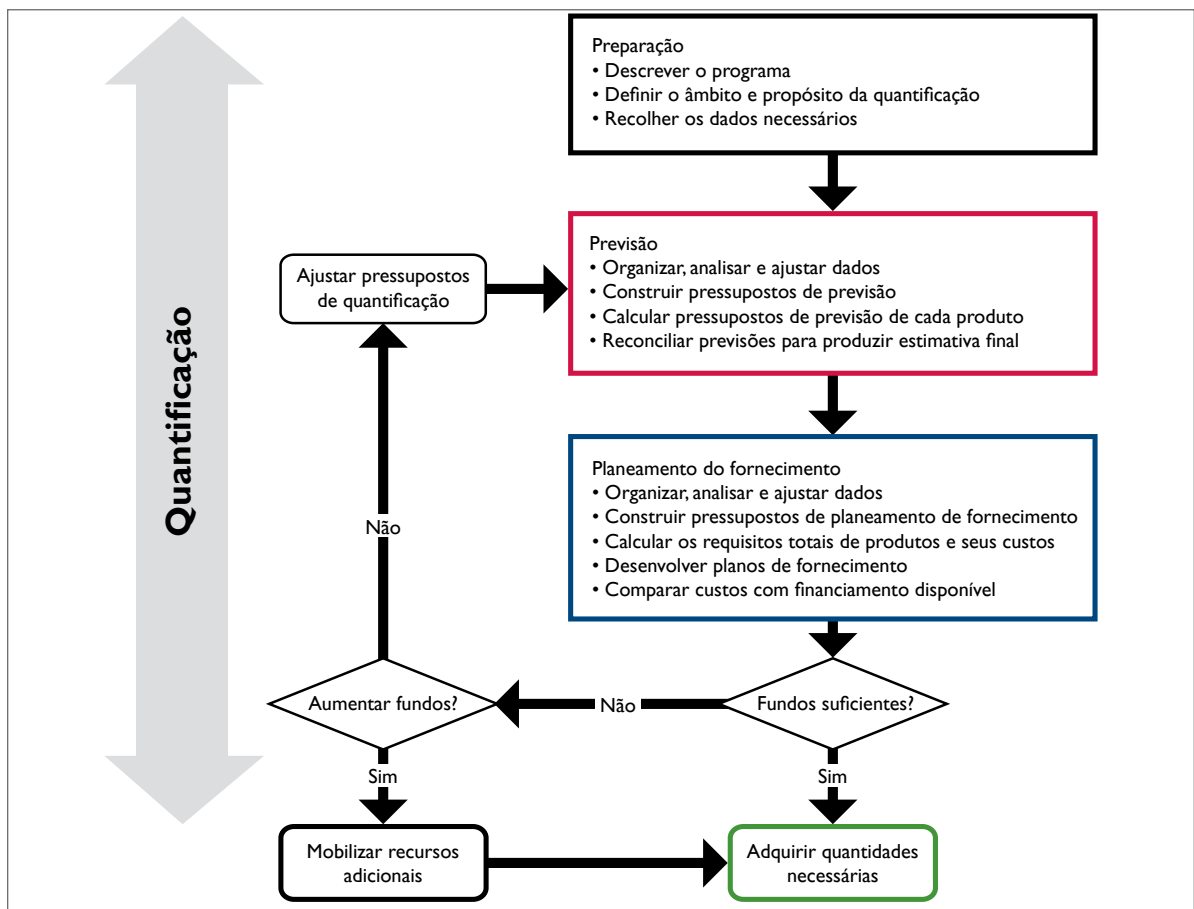 Quantificação
Preparação
• Descrever o programa
• Definir o âmbito e propósito da quantificação
• Recolher os dados necessários
Previsão
• Organizar, analisar e ajustar dados
• Construir pressupostos de previsão
• Calcular pressupostos de previsão de cada produto
• Reconciliar previsões para produzir estimativa final
Ajustar pressupostos
de quantificação
Planeamento do fornecimento
• Organizar, analisar e ajustar dados
• Construir pressupostos de planeamento de fornecimento
• Calcular os requisitos totais de produtos e seus custos
• Desenvolver planos de fornecimento
• Comparar custos com financiamento disponível
Não
Aumentar fundos?
Não
Fundos suficientes?
Sim
Sim
Mobilizar recursos
adicionais
Adquirir quantidades
necessárias